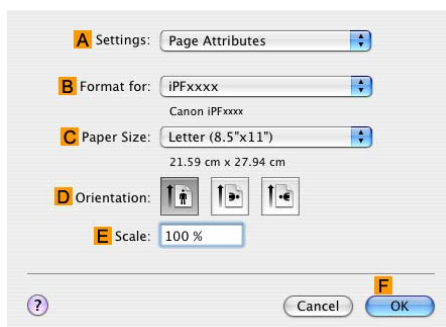 A Settings: Page Attributes
B Format for: iPFxxxx
Canon iPFxxxx
C Paper Size: Letter (8.5"x11")
21.59 cm x 27.94 cm
D Orientation:
E Scale: 100 %
F
? Cancel OK